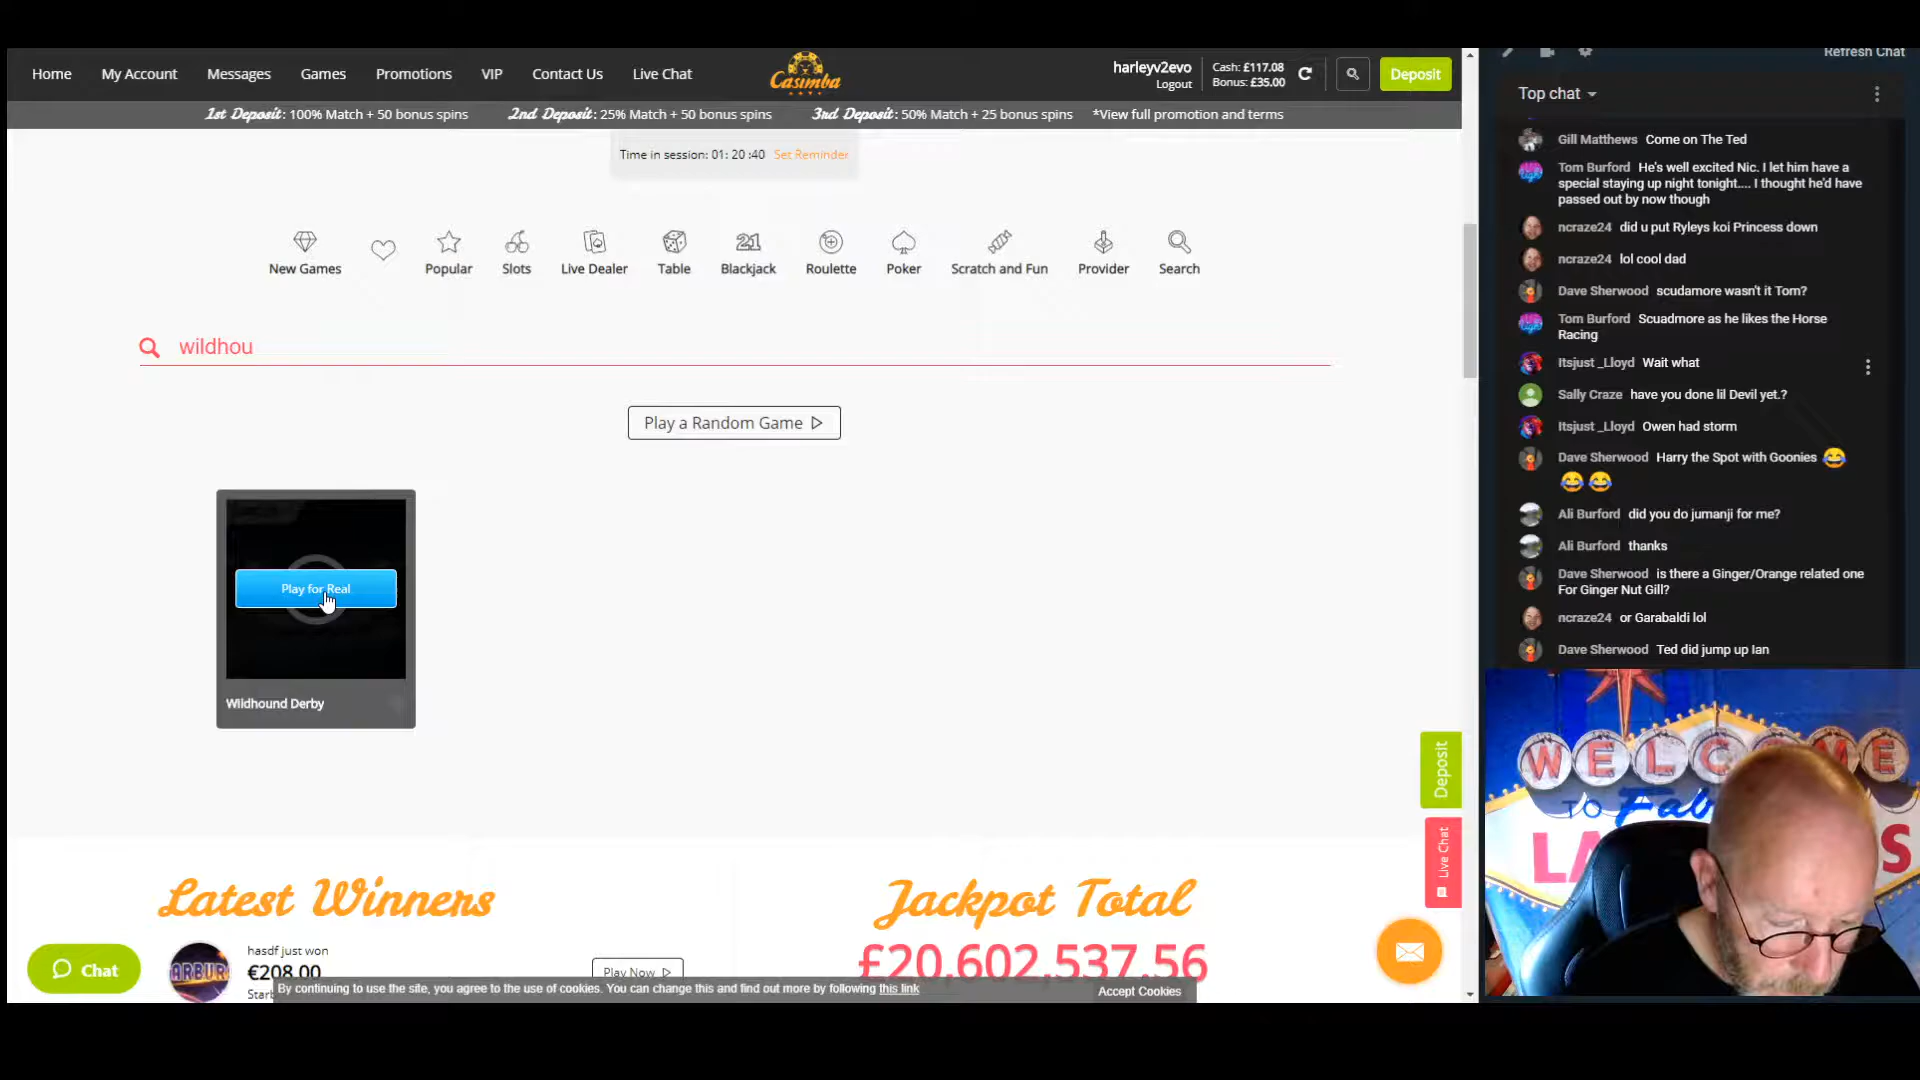 Home My Account Messages Games Promotions VIP Contact Us Live Chat
Casimba
harleyv2evo
Logout
Cash: £117.08
Bonus: £35.00
Deposit
1st Deposit: 100% Match + 50 bonus spins 2nd Deposit: 25% Match + 50 bonus spins 3rd Deposit: 50% Match + 25 bonus spins *View full promotion and terms
Time in session: 01: 20 :40 Set Reminder
21
New Games Popular Slots Live Dealer Table Blackjack Roulette Poker Scratch and Fun Provider Search
wildhou
Play a Random Game
Play for Real
Wildhound Derby
Deposit
Live Chat
Latest Winners
Jackpot Total
hasdf just won
€208.00
Starb
ARBUR
Play Now
£20,602,537.56
Chat
By continuing to use the site, you agree to the use of cookies. You can change this and find out more by following this link
Accept Cookies
Refresh Chat
Top chat
Gill Matthews Come on The Ted
Tom Burford He's well excited Nic. I let him have a
special staying up night tonight.... I thought he'd have
passed out by now though
ncraze24 did u put Ryleys koi Princess down
ncraze24 lol cool dad
Dave Sherwood scudamore wasn't it Tom?
Tom Burford Scuadmore as he likes the Horse
Racing
Itsjust _Lloyd Wait what
Sally Craze have you done lil Devil yet.?
Itsjust _Lloyd Owen had storm
Dave Sherwood Harry the Spot with Goonies 😂
😂😂
Ali Burford did you do jumanji for me?
Ali Burford thanks
Dave Sherwood is there a Ginger/Orange related one
For Ginger Nut Gill?
ncraze24 or Garabaldi lol
Dave Sherwood Ted did jump up Ian
WELCOME
TO Fab
LA S